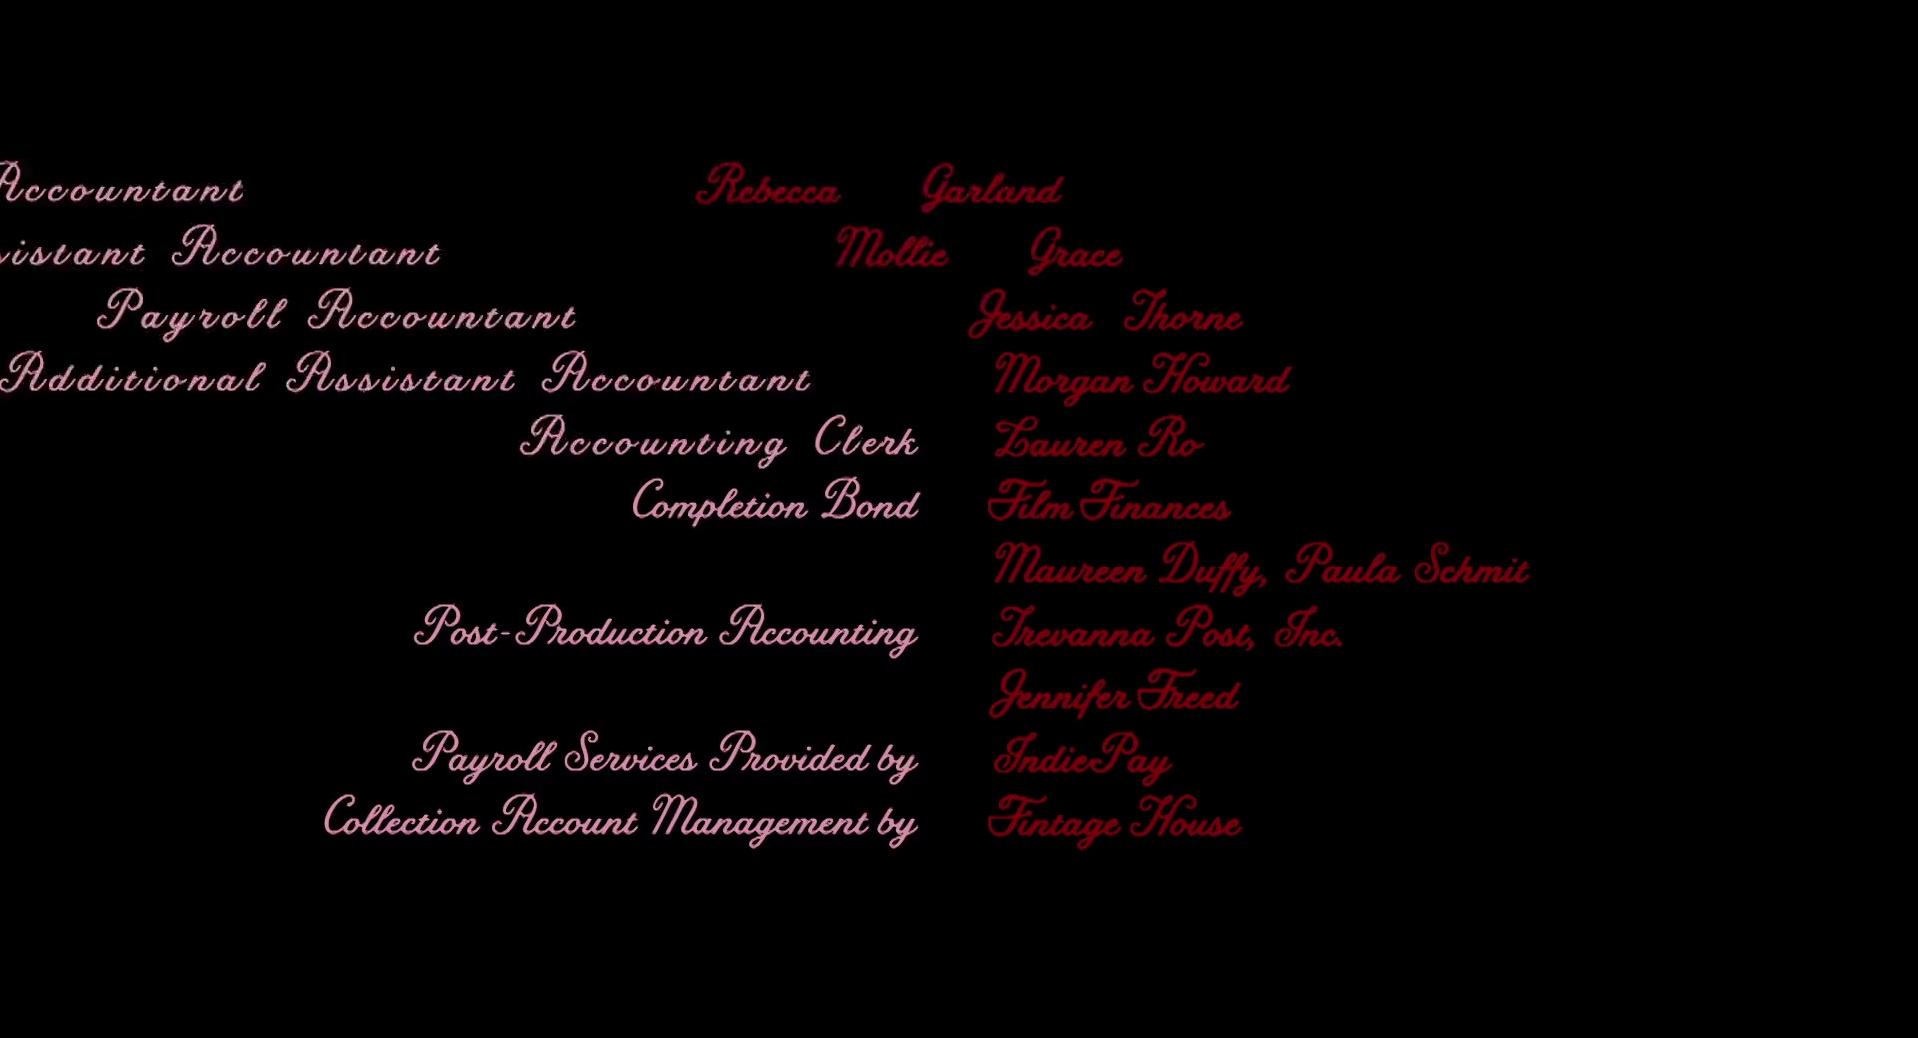 Accountant Rebecca Garland
sistant Accountant Mollie Grace
Payroll Accountant Jessica Thorne
Additional Assistant Accountant Morgan Howard
Accounting Clerk Lauren Ro
Completion Bond Film Finances
Maureen Duffy, Paula Schmit
Post-Production Accounting Trevanna Post, Inc.
Jennifer Freed
Payroll Services Provided by IndiePay
Collection Account Management by Fintage House